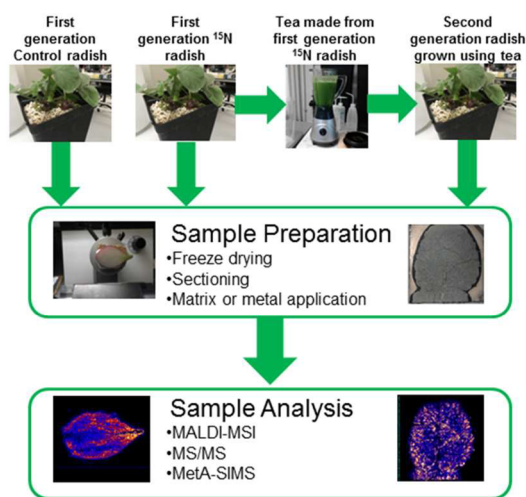 First
generation
Control radish
First
generation ¹⁵N
radish
Tea made from
first generation
¹⁵N radish
Second
generation radish
grown using tea
Sample Preparation
•Freeze drying
•Sectioning
•Matrix or metal application
Sample Analysis
•MALDI-MSI
•MS/MS
•MetA-SIMS